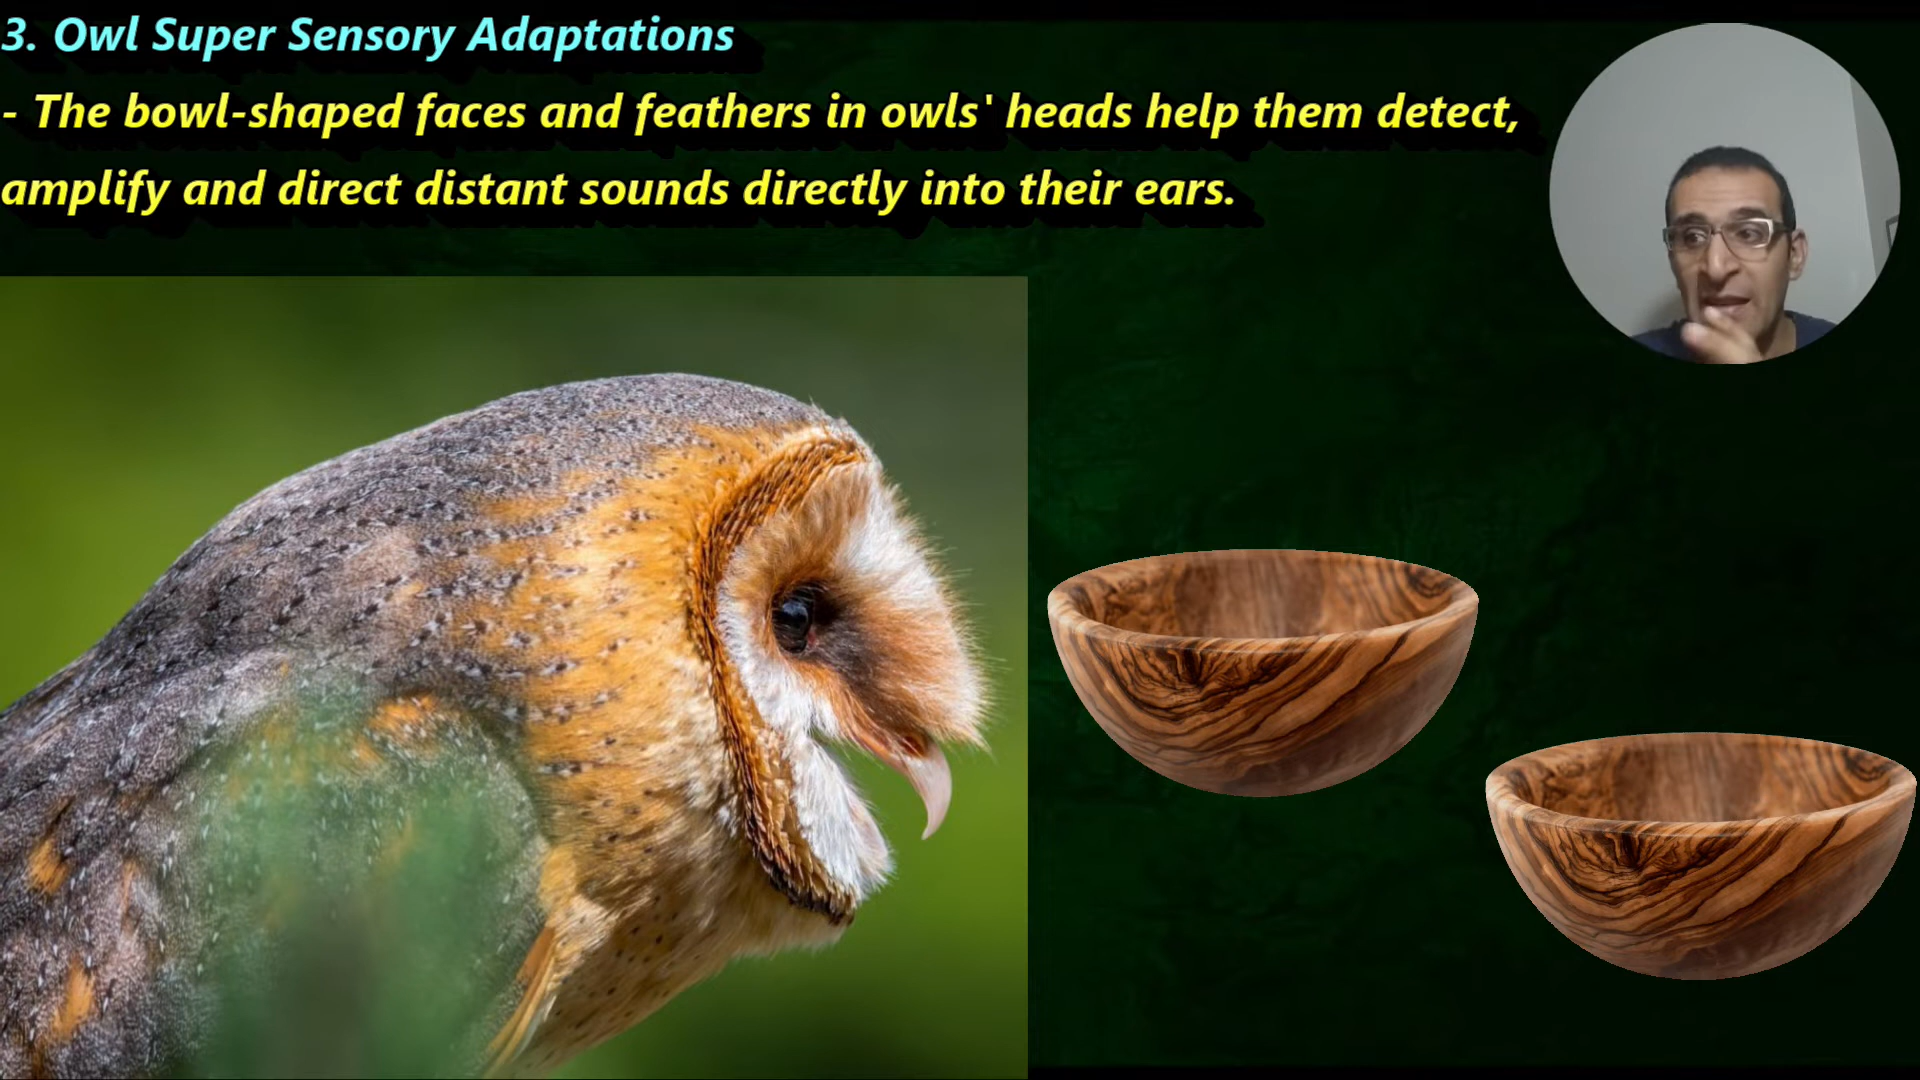 3. Owl Super Sensory Adaptations
- The bowl-shaped faces and feathers in owls' heads help them detect,
amplify and direct distant sounds directly into their ears.